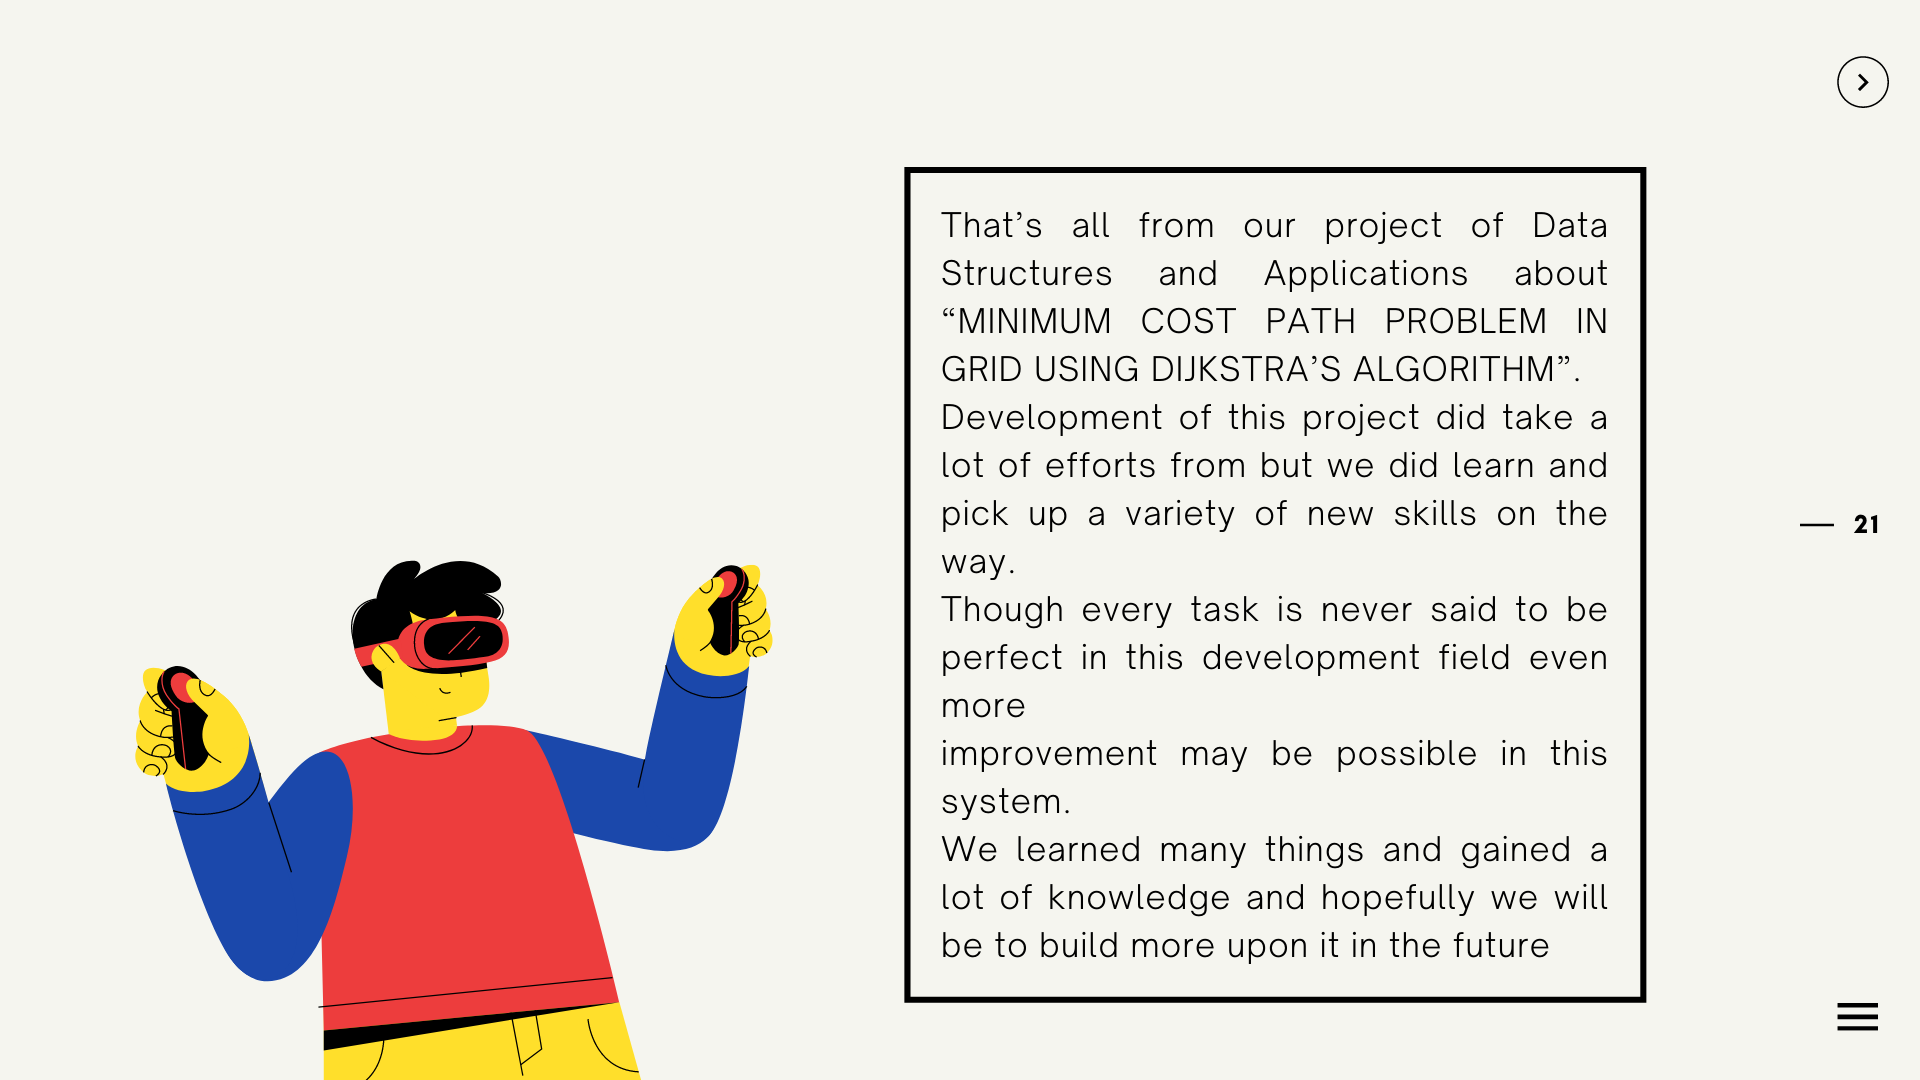 That’s all from our project of Data
Structures and Applications about
“MINIMUM COST PATH PROBLEM IN
GRID USING DIJKSTRA’S ALGORITHM”.
Development of this project did take a
lot of efforts from but we did learn and
pick up a variety of new skills on the
way.
Though every task is never said to be
perfect in this development field even
more
improvement may be possible in this
system.
We learned many things and gained a
lot of knowledge and hopefully we will
be to build more upon it in the future
21